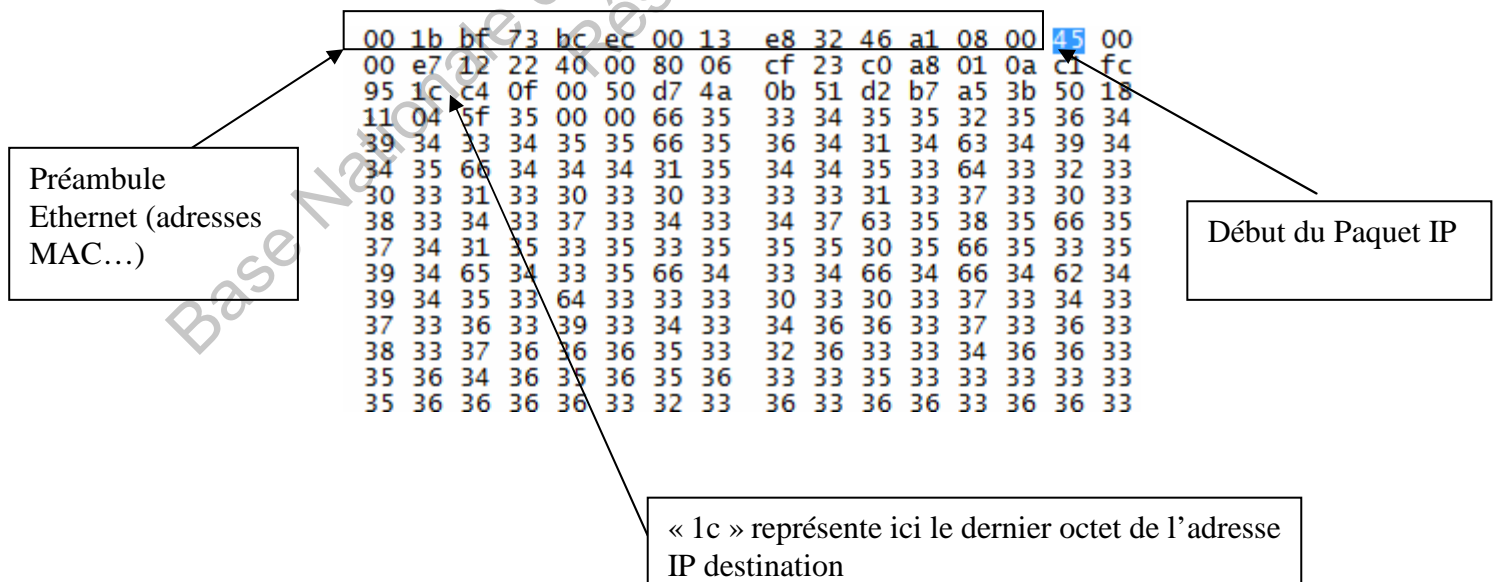 00 1b bf 73 bc ec 00 13 e8 32 46 a1 08 00 45 00
00 e7 12 22 40 00 80 06 cf 23 c0 a8 01 0a c1 fc
95 1c c4 0f 00 50 d7 4a 0b 51 d2 b7 a5 3b 50 18
11 04 5f 35 00 00 66 35 33 34 35 35 32 35 36 34
39 34 33 34 35 35 66 35 36 34 31 34 63 34 39 34
34 35 66 34 34 34 31 35 34 34 35 33 64 33 32 33
30 33 31 33 30 33 30 33 33 33 31 33 37 33 30 33
38 33 34 33 37 33 34 33 34 37 63 35 38 35 66 35
37 34 31 35 33 35 33 35 35 35 30 35 66 35 33 35
39 34 65 34 33 35 66 34 33 34 66 34 66 34 62 34
39 34 35 33 64 33 33 33 30 33 30 33 37 33 34 33
37 33 36 33 39 33 34 33 34 36 36 33 37 33 36 33
38 33 37 36 36 36 35 33 32 36 33 33 34 36 36 33
35 36 34 36 35 36 35 36 33 33 35 33 33 33 33 33
35 36 36 36 36 33 32 33 36 33 36 36 33 36 36 33
Préambule
Ethernet (adresses
MAC…)
Début du Paquet IP
« 1c » représente ici le dernier octet de l’adresse
IP destination
Base Nationale